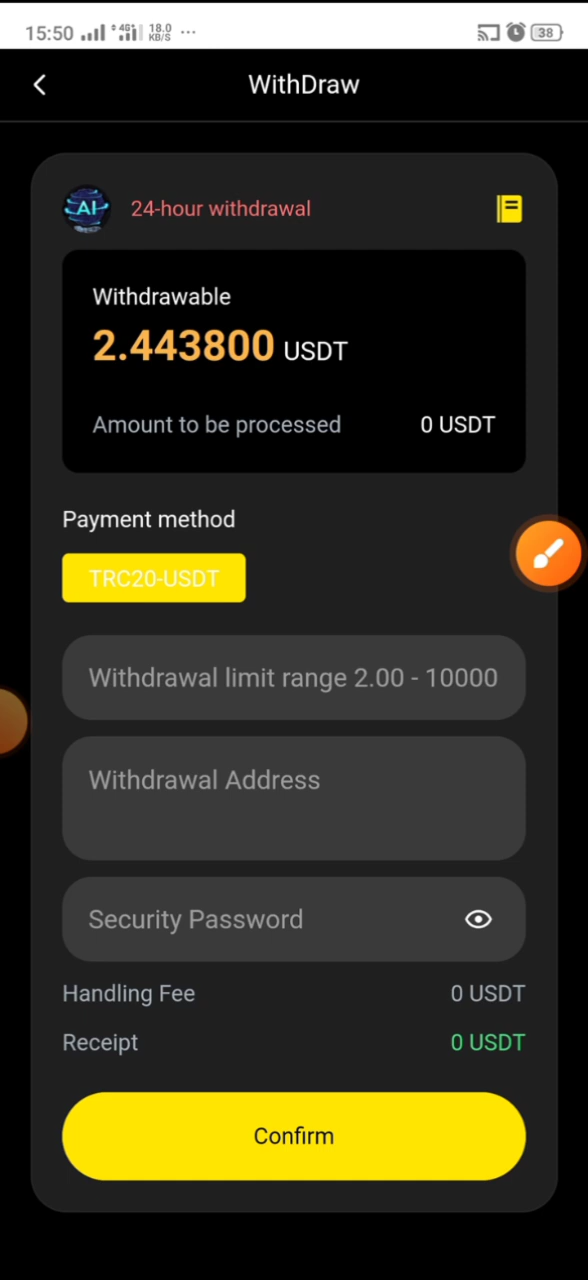 15:50 4G+ 18.0 KB/S ... 38
WithDraw
AI 24-hour withdrawal
Withdrawable
2.443800 USDT
Amount to be processed 0 USDT
Payment method
TRC20-USDT
Withdrawal limit range 2.00 - 10000
Withdrawal Address
Security Password
Handling Fee 0 USDT
Receipt 0 USDT
Confirm